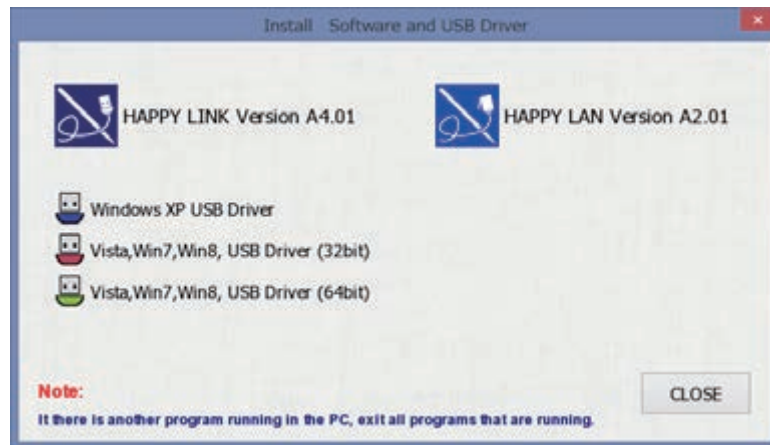 Install Software and USB Driver
HAPPY LINK Version A4.01
HAPPY LAN Version A2.01
Windows XP USB Driver
Vista,Win7,Win8, USB Driver (32bit)
Vista,Win7,Win8, USB Driver (64bit)
Note:
CLOSE
It there is another program running in the PC, exit all programs that are running.